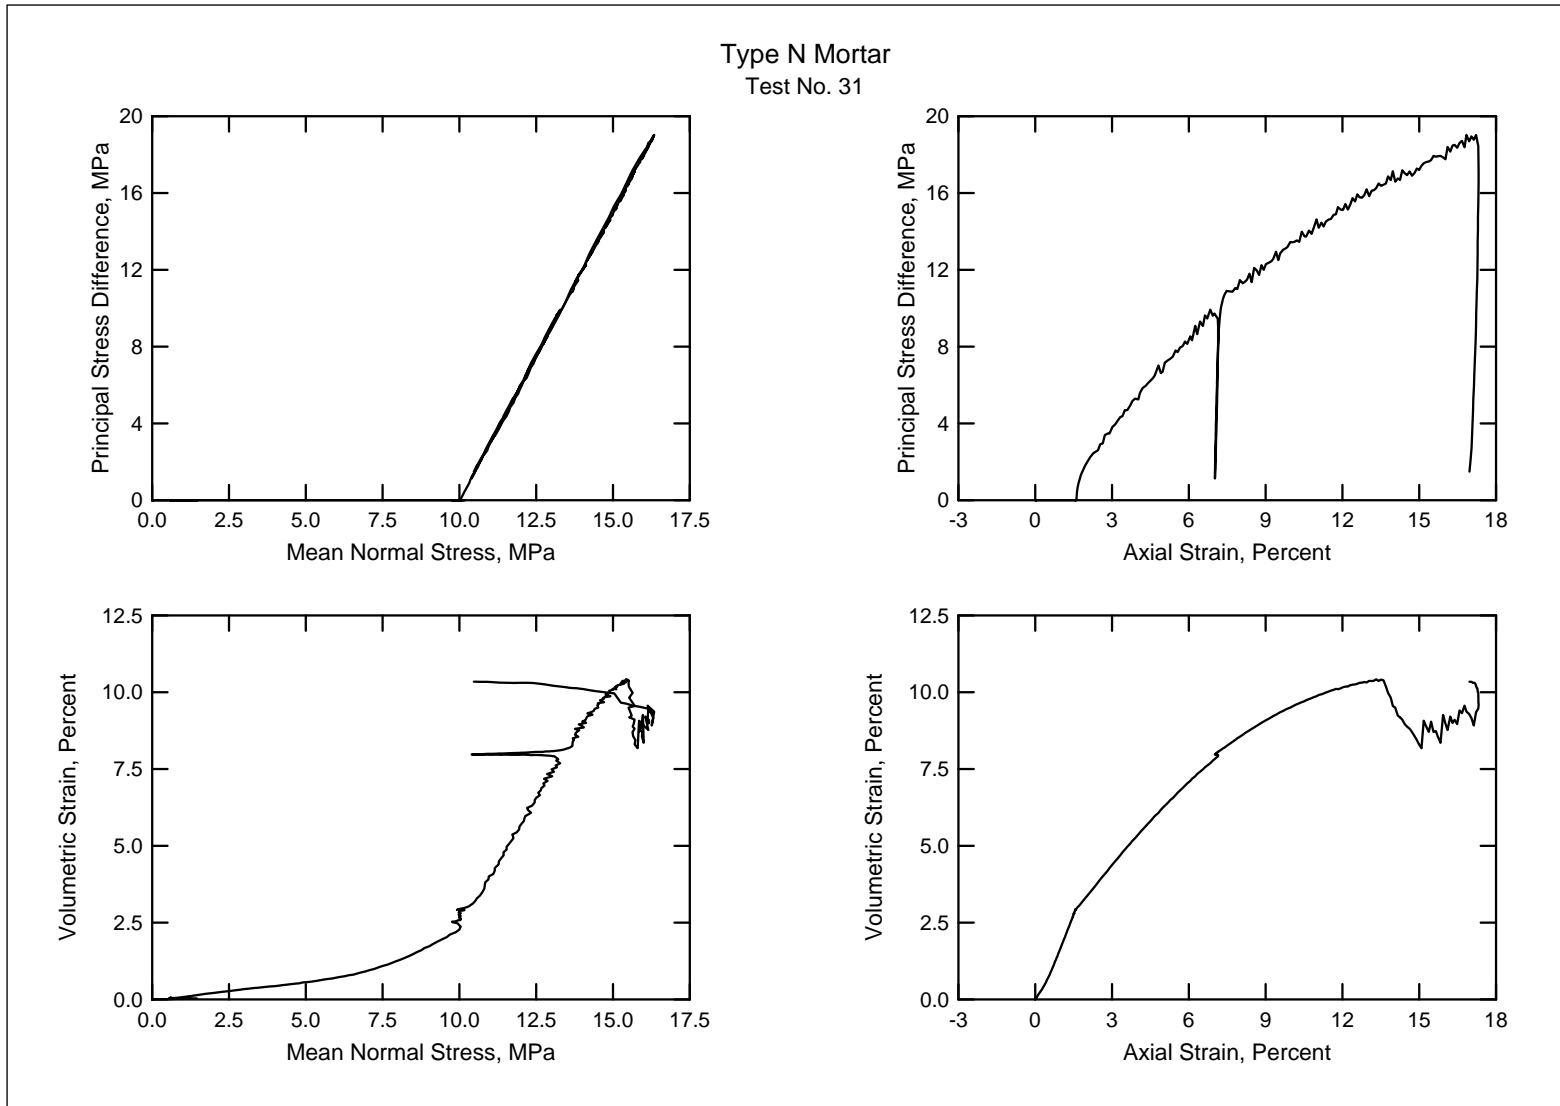 Type N Mortar
Test No. 31
Principal Stress Difference, MPa
20
16
12
8
4
0
0.0 2.5 5.0 7.5 10.0 12.5 15.0 17.5
Mean Normal Stress, MPa
Principal Stress Difference, MPa
20
16
12
8
4
0
-3 0 3 6 9 12 15 18
Axial Strain, Percent
Volumetric Strain, Percent
12.5
10.0
7.5
5.0
2.5
0.0
0.0 2.5 5.0 7.5 10.0 12.5 15.0 17.5
Mean Normal Stress, MPa
Volumetric Strain, Percent
12.5
10.0
7.5
5.0
2.5
0.0
-3 0 3 6 9 12 15 18
Axial Strain, Percent